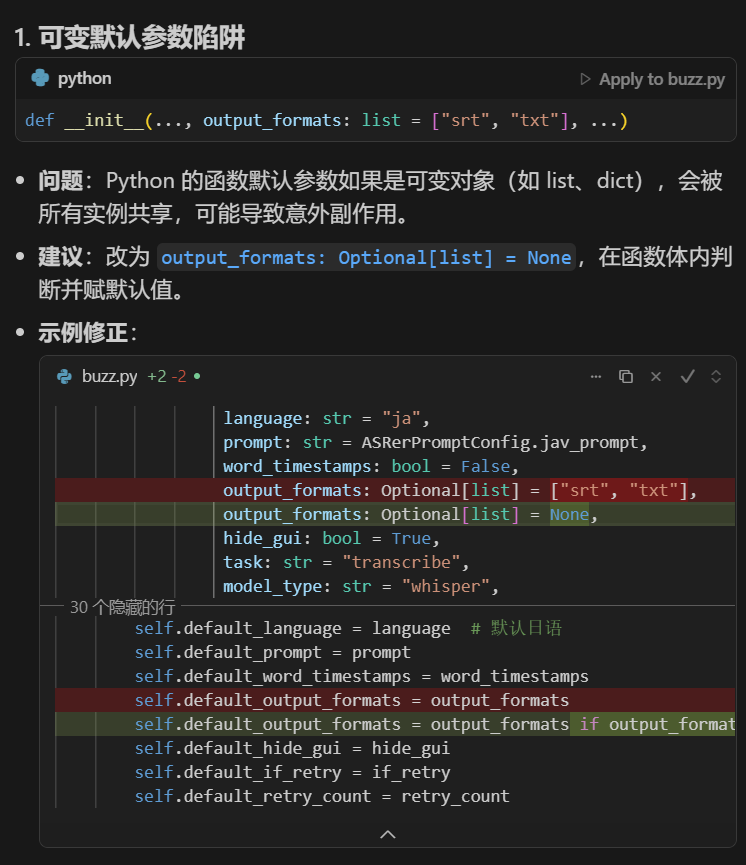 1. 可变默认参数陷阱
python
Apply to buzz.py
def __init__(..., output_formats: list = ["srt", "txt"], ...)
• 问题：Python 的函数默认参数如果是可变对象（如 list、dict），会被
所有实例共享，可能导致意外副作用。
• 建议：改为 output_formats: Optional[list] = None，在函数体内判
断并赋默认值。
• 示例修正：
buzz.py +2 -2
language: str = "ja",
prompt: str = ASRerPromptConfig.jav_prompt,
word_timestamps: bool = False,
output_formats: Optional[list] = ["srt", "txt"],
output_formats: Optional[list] = None,
hide_gui: bool = True,
task: str = "transcribe",
model_type: str = "whisper",
30 个隐藏的行
self.default_language = language  # 默认日语
self.default_prompt = prompt
self.default_word_timestamps = word_timestamps
self.default_output_formats = output_formats
self.default_output_formats = output_formats if output_format
self.default_hide_gui = hide_gui
self.default_if_retry = if_retry
self.default_retry_count = retry_count